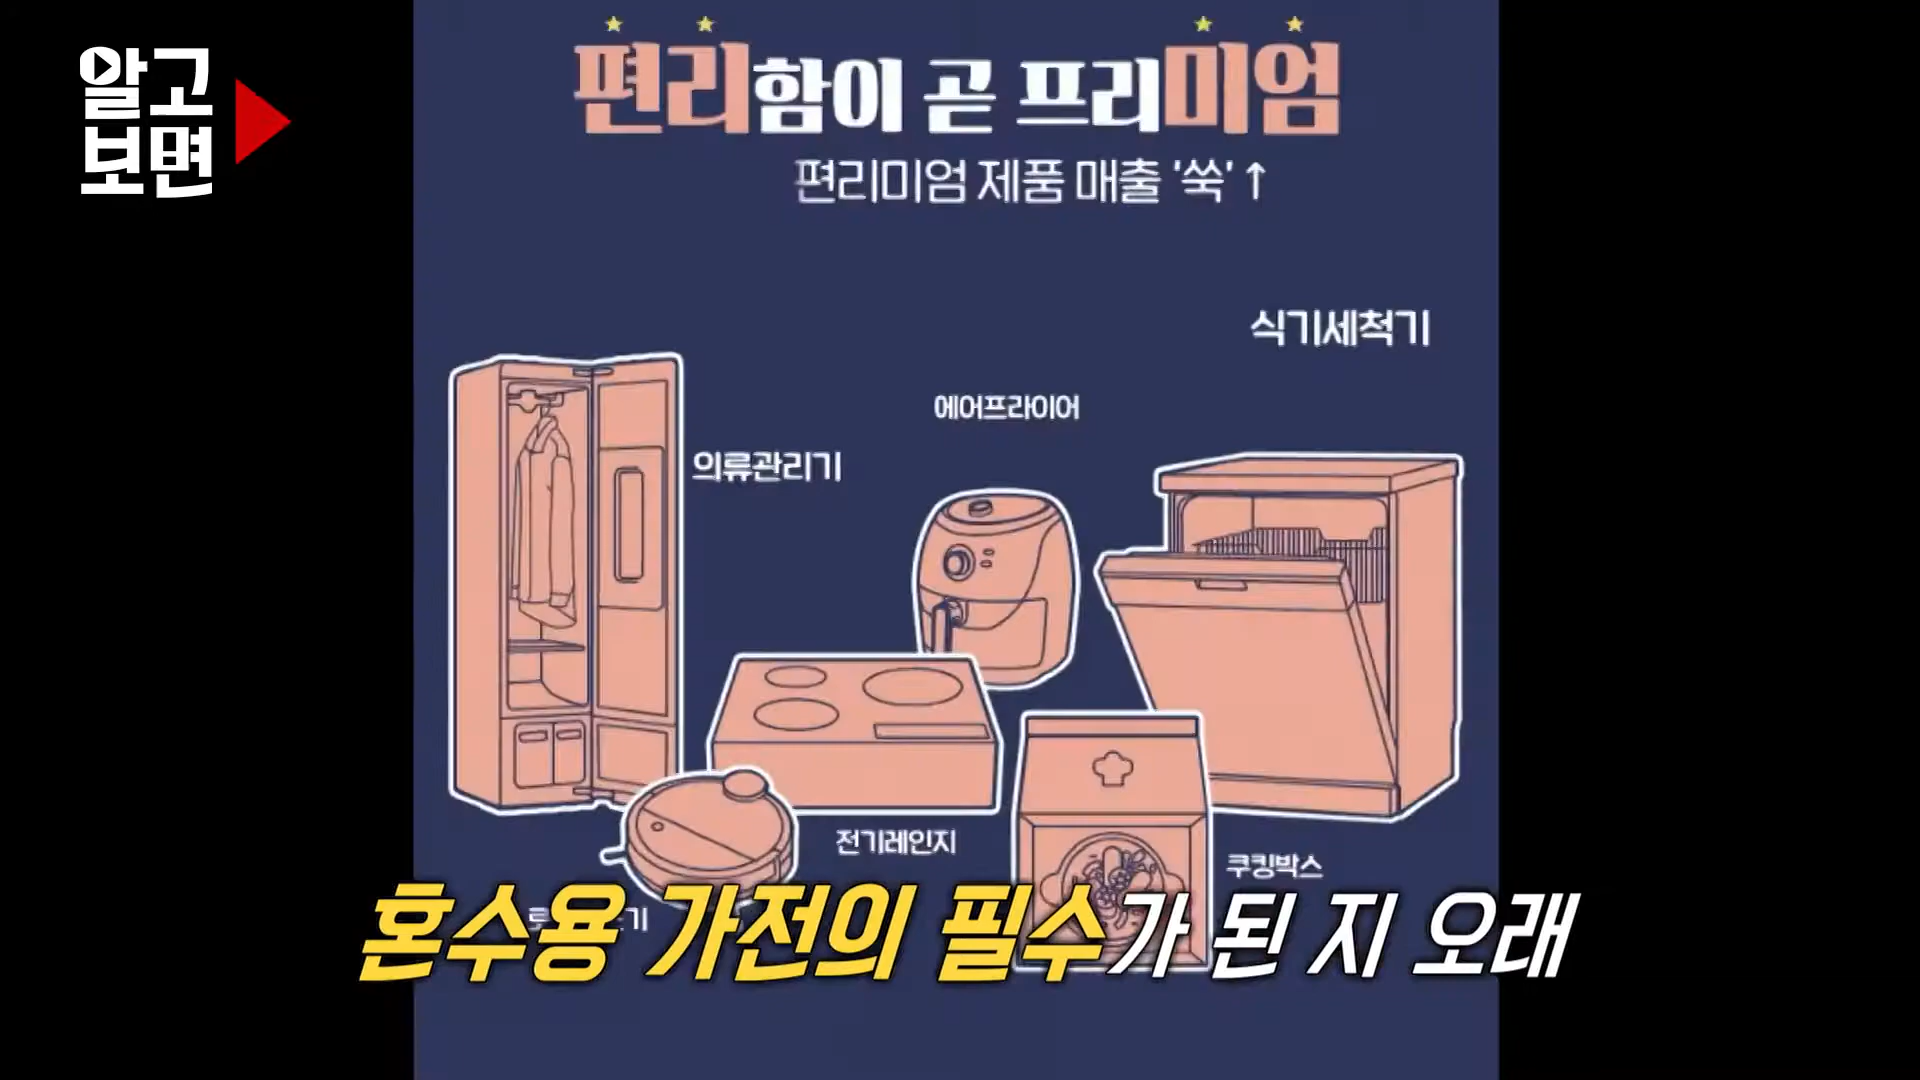 알고
보면
편리함이 곧 프리미엄
편리미엄 제품 매출 '쑥' ↑
식기세척기
에어프라이어
의류관리기
전기레인지
쿠킹박스
혼수용 가전의 필수가 된 지 오래